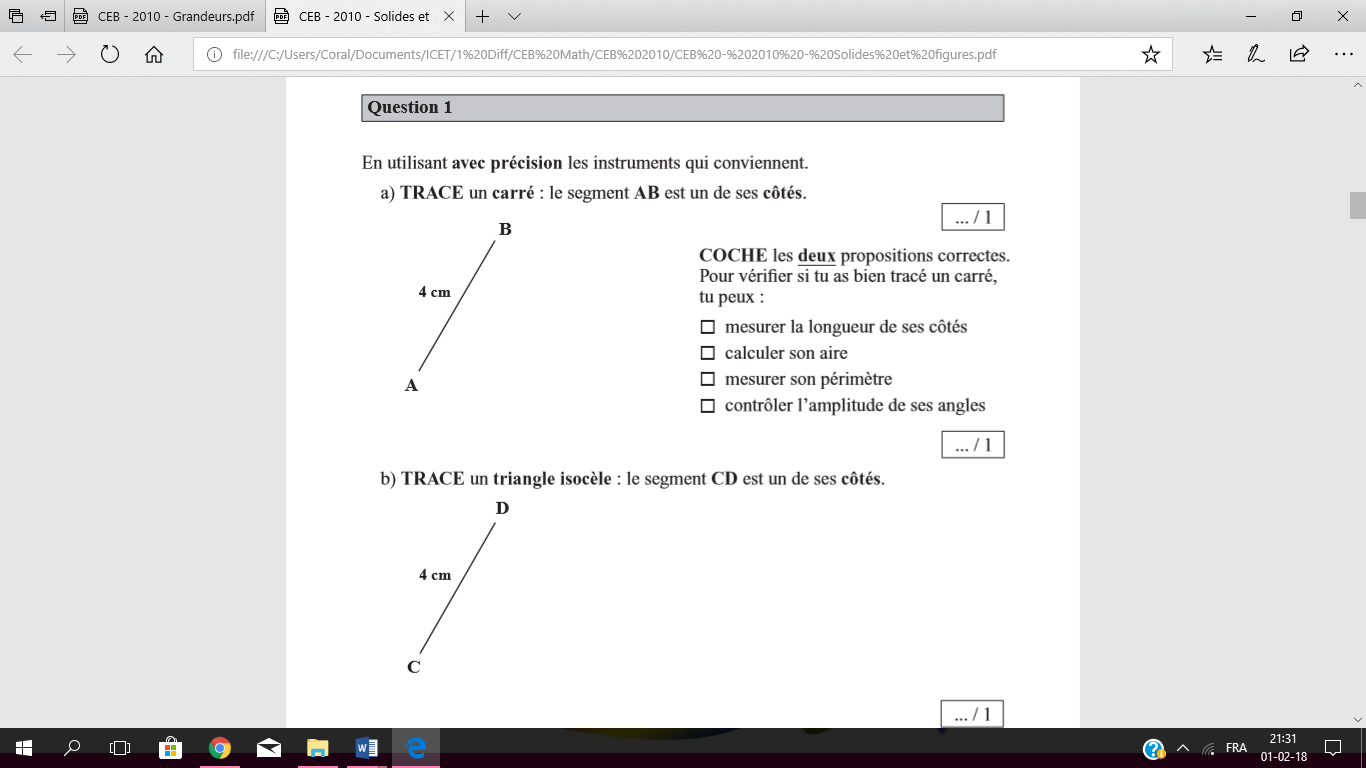 CEB - 2010 - Grandeurs.pdf
CEB - 2010 - Solides et
file:///C:/Users/Coral/Documents/ICET/1%20Diff/CEB%20Math/CEB%202010/CEB%20-%202010%20-%20Solides%20et%20figures.pdf
Question 1
En utilisant avec précision les instruments qui conviennent.
a) TRACE un carré : le segment AB est un de ses côtés.
... / 1
B
4 cm
A
COCHE les deux propositions correctes.
Pour vérifier si tu as bien tracé un carré,
tu peux :
mesurer la longueur de ses côtés
calculer son aire
mesurer son périmètre
contrôler l'amplitude de ses angles
... / 1
b) TRACE un triangle isocèle : le segment CD est un de ses côtés.
D
4 cm
C
... / 1
FRA
21:31
01-02-18